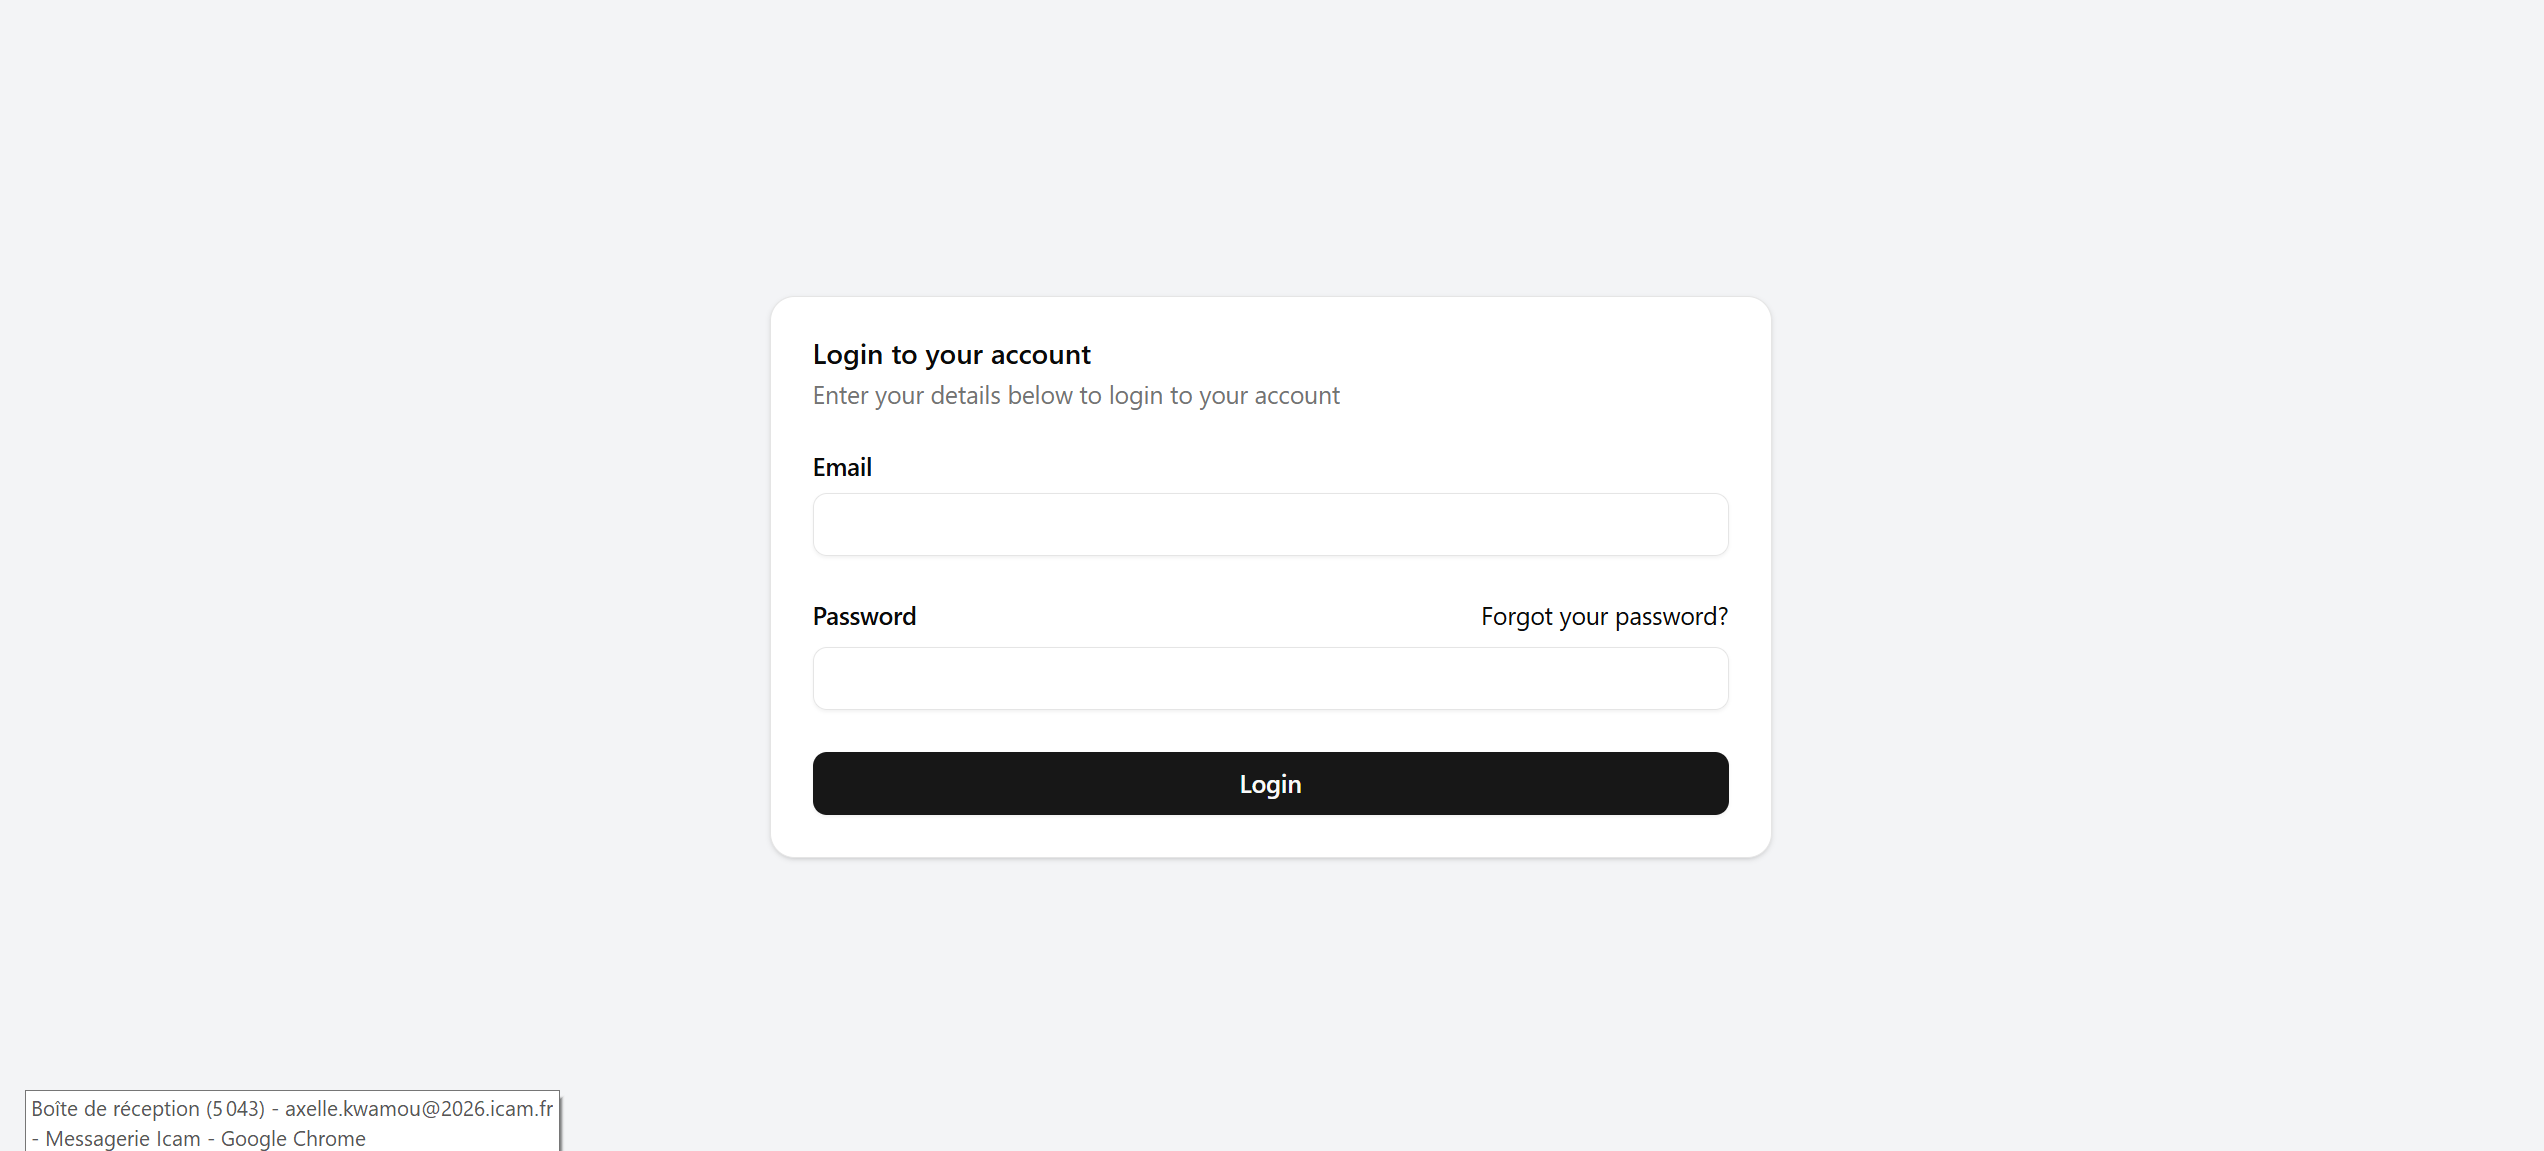 Login to your account
Enter your details below to login to your account
Email
Password
Forgot your password?
Login
Boîte de réception (5 043) - axelle.kwamou@2026.icam.fr
- Messagerie Icam - Google Chrome